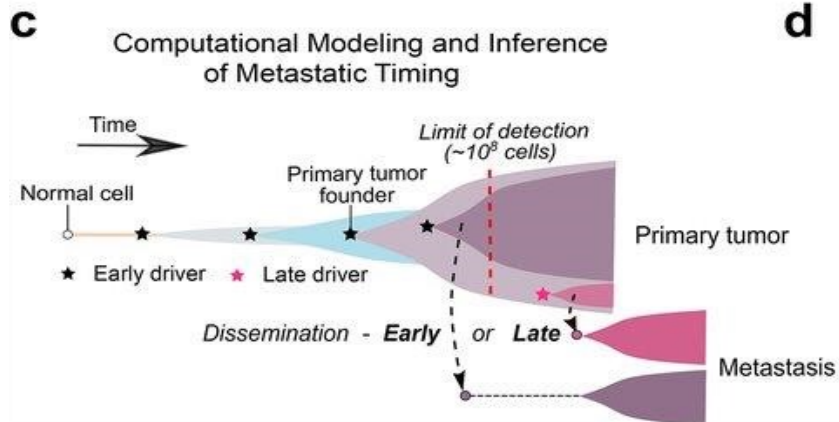 c
d
Computational Modeling and Inference
of Metastatic Timing
Time
Limit of detection
(~10⁸ cells)
Normal cell
Primary tumor
founder
Primary tumor
Early driver
Late driver
Dissemination - Early or Late
Metastasis